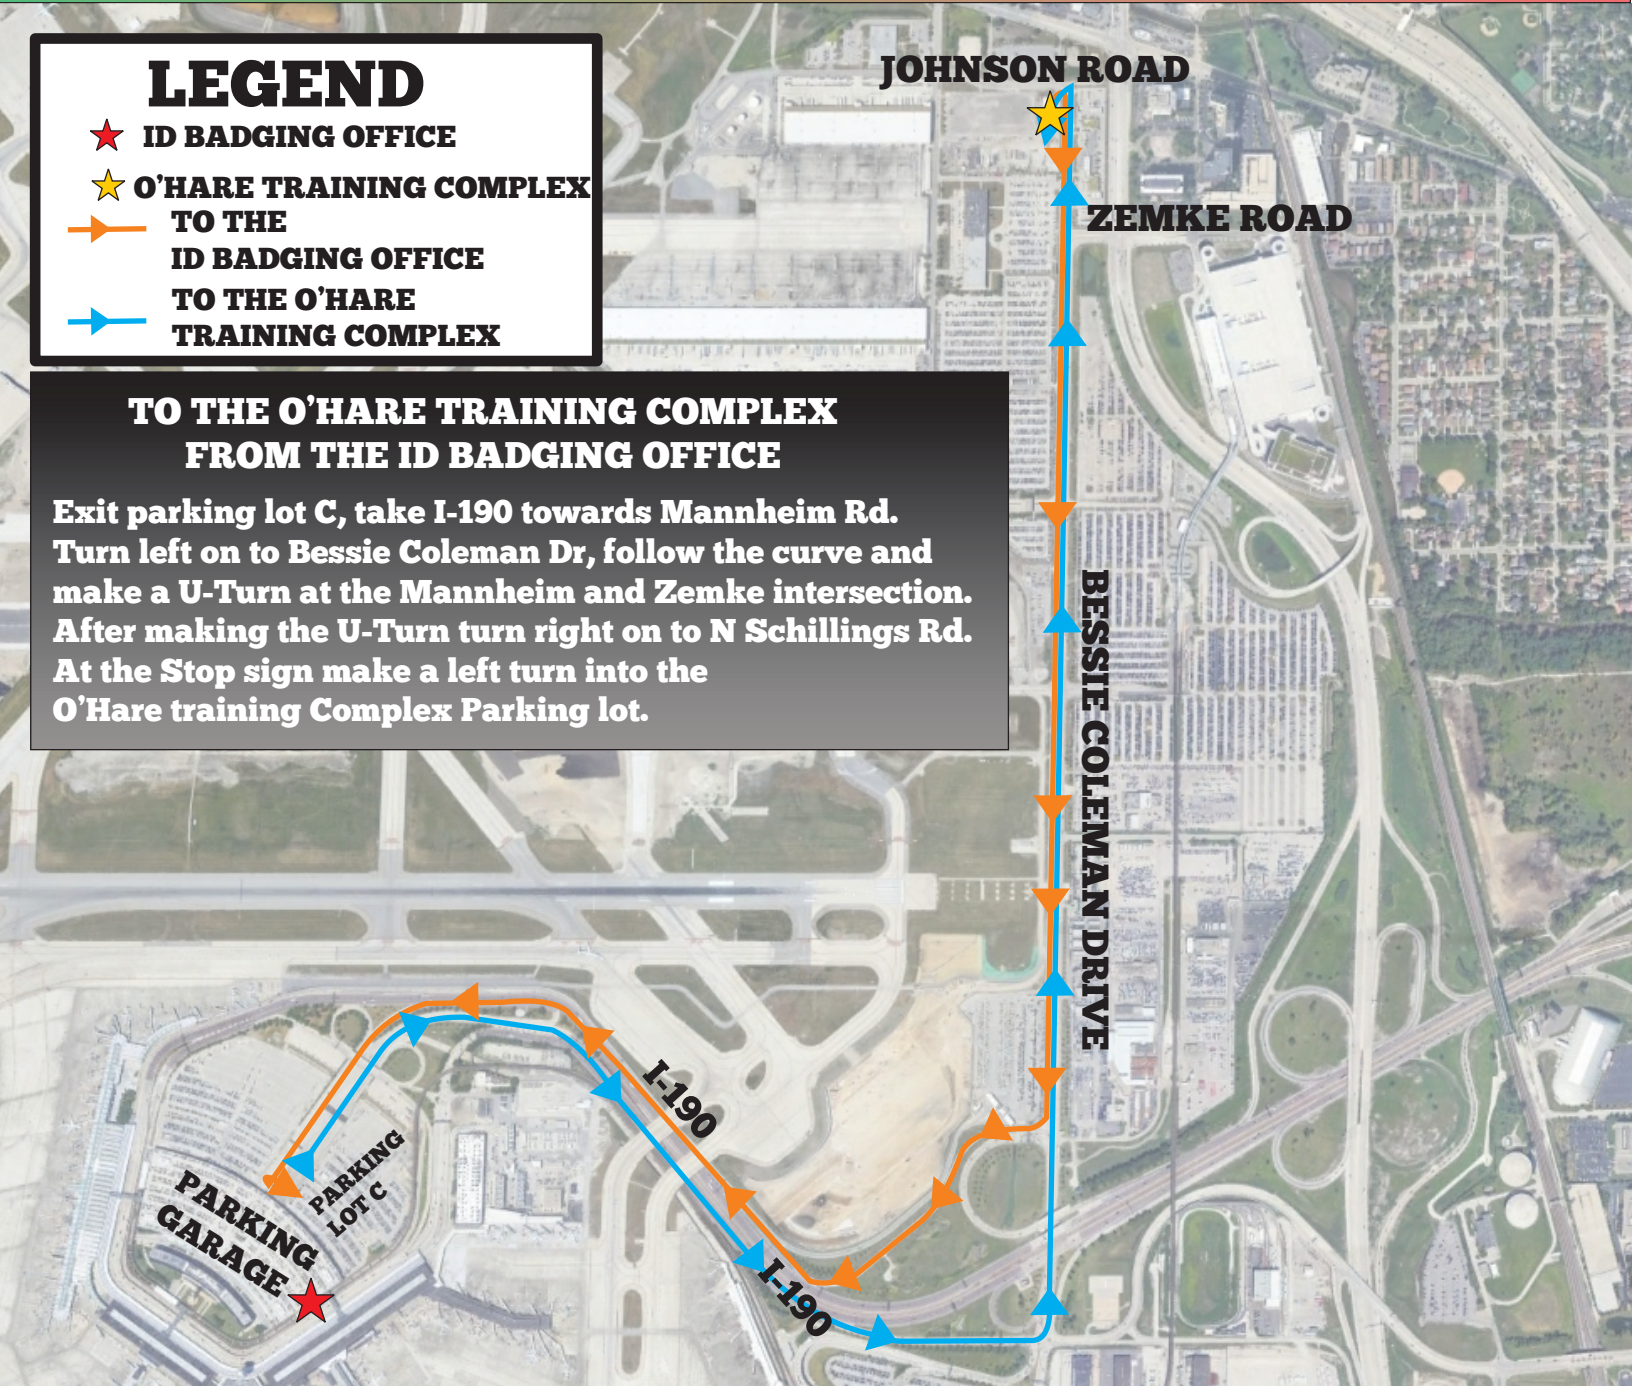 LEGEND
ID BADGING OFFICE
O'HARE TRAINING COMPLEX
TO THE
ID BADGING OFFICE
TO THE O'HARE
TRAINING COMPLEX
JOHNSON ROAD
ZEMKE ROAD
TO THE O'HARE TRAINING COMPLEX
FROM THE ID BADGING OFFICE
Exit parking lot C, take I-190 towards Mannheim Rd.
Turn left on to Bessie Coleman Dr, follow the curve and
make a U-Turn at the Mannheim and Zemke intersection.
After making the U-Turn turn right on to N Schillings Rd.
At the Stop sign make a left turn into the
O'Hare training Complex Parking lot.
BESSIE COLEMAN DRIVE
I-190
PARKING
LOT C
PARKING
GARAGE
I-190